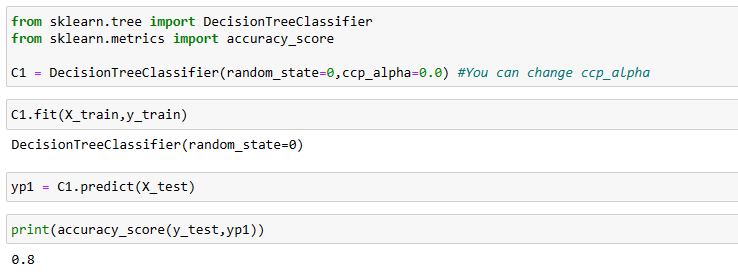 from sklearn.tree import DecisionTreeClassifier
from sklearn.metrics import accuracy_score
C1 = DecisionTreeClassifier(random_state=0,ccp_alpha=0.0) #You can change ccp_alpha
C1.fit(X_train,y_train)
DecisionTreeClassifier(random_state=0)
yp1 = C1.predict(X_test)
print(accuracy_score(y_test,yp1))
0.8